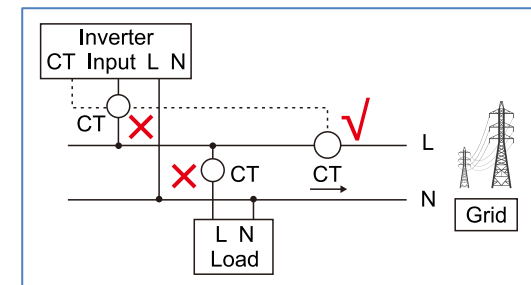 Inverter
CT Input L N
CT
CT
CT
L
N
L N
Load
Grid